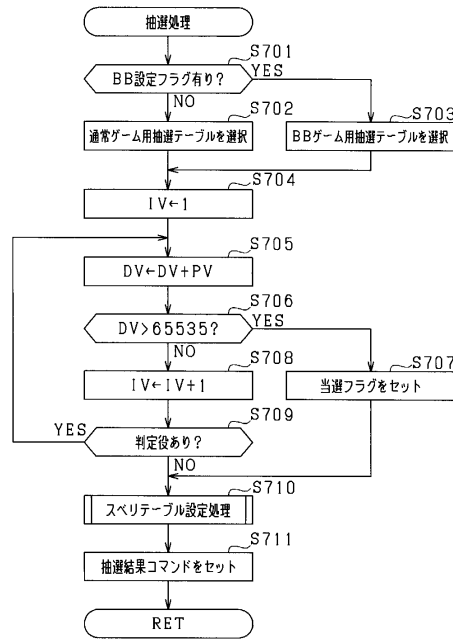 抽選処理
S701
BB設定フラグ有り?
YES
NO
S702
通常ゲーム用抽選テーブルを選択
S703
BBゲーム用抽選テーブルを選択
S704
IV←1
S705
DV←DV+PV
S706
DV>65535?
YES
NO
S707
当選フラグをセット
S708
IV←IV+1
S709
YES
判定役あり?
NO
S710
スベリテーブル設定処理
S711
抽選結果コマンドをセット
RET